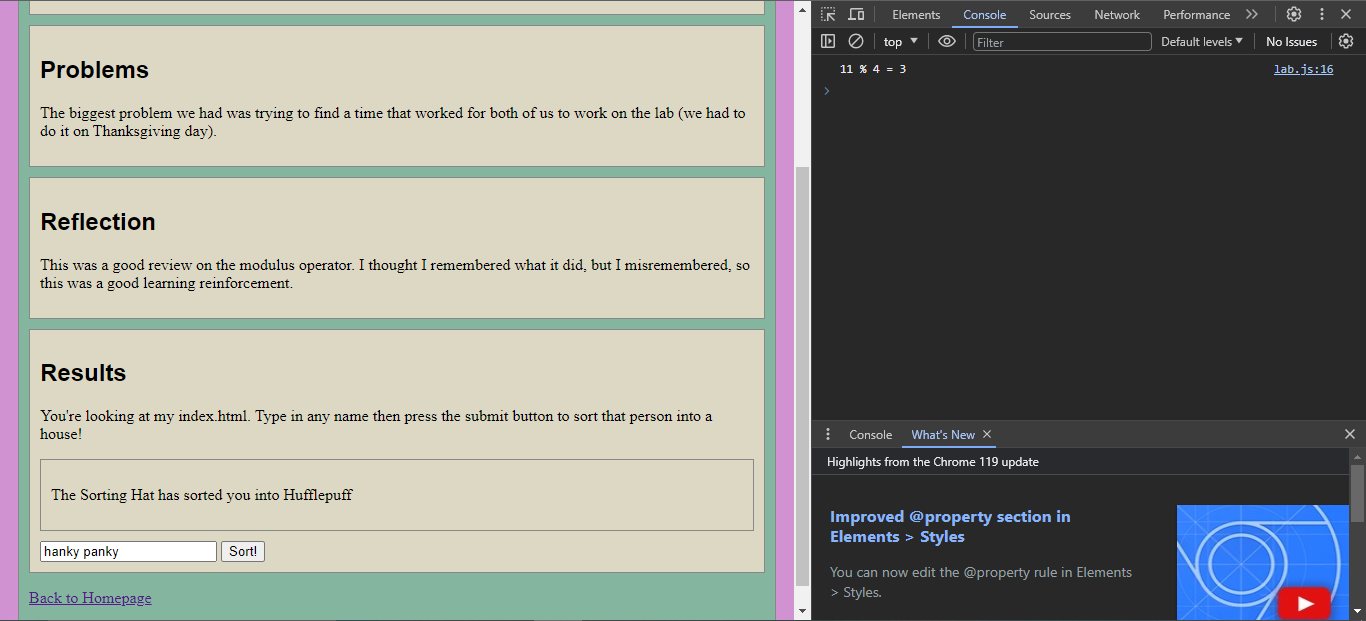 Problems
The biggest problem we had was trying to find a time that worked for both of us to work on the lab (we had to
do it on Thanksgiving day).
Reflection
This was a good review on the modulus operator. I thought I remembered what it did, but I misremembered, so
this was a good learning reinforcement.
Results
You're looking at my index.html. Type in any name then press the submit button to sort that person into a
house!
The Sorting Hat has sorted you into Hufflepuff
hanky panky Sort!
Back to Homepage
Elements Console Sources Network Performance
top Filter Default levels No Issues
11 % 4 = 3 lab.js:16
Console What's New
Highlights from the Chrome 119 update
Improved @property section in
Elements > Styles
You can now edit the @property rule in Elements
> Styles.